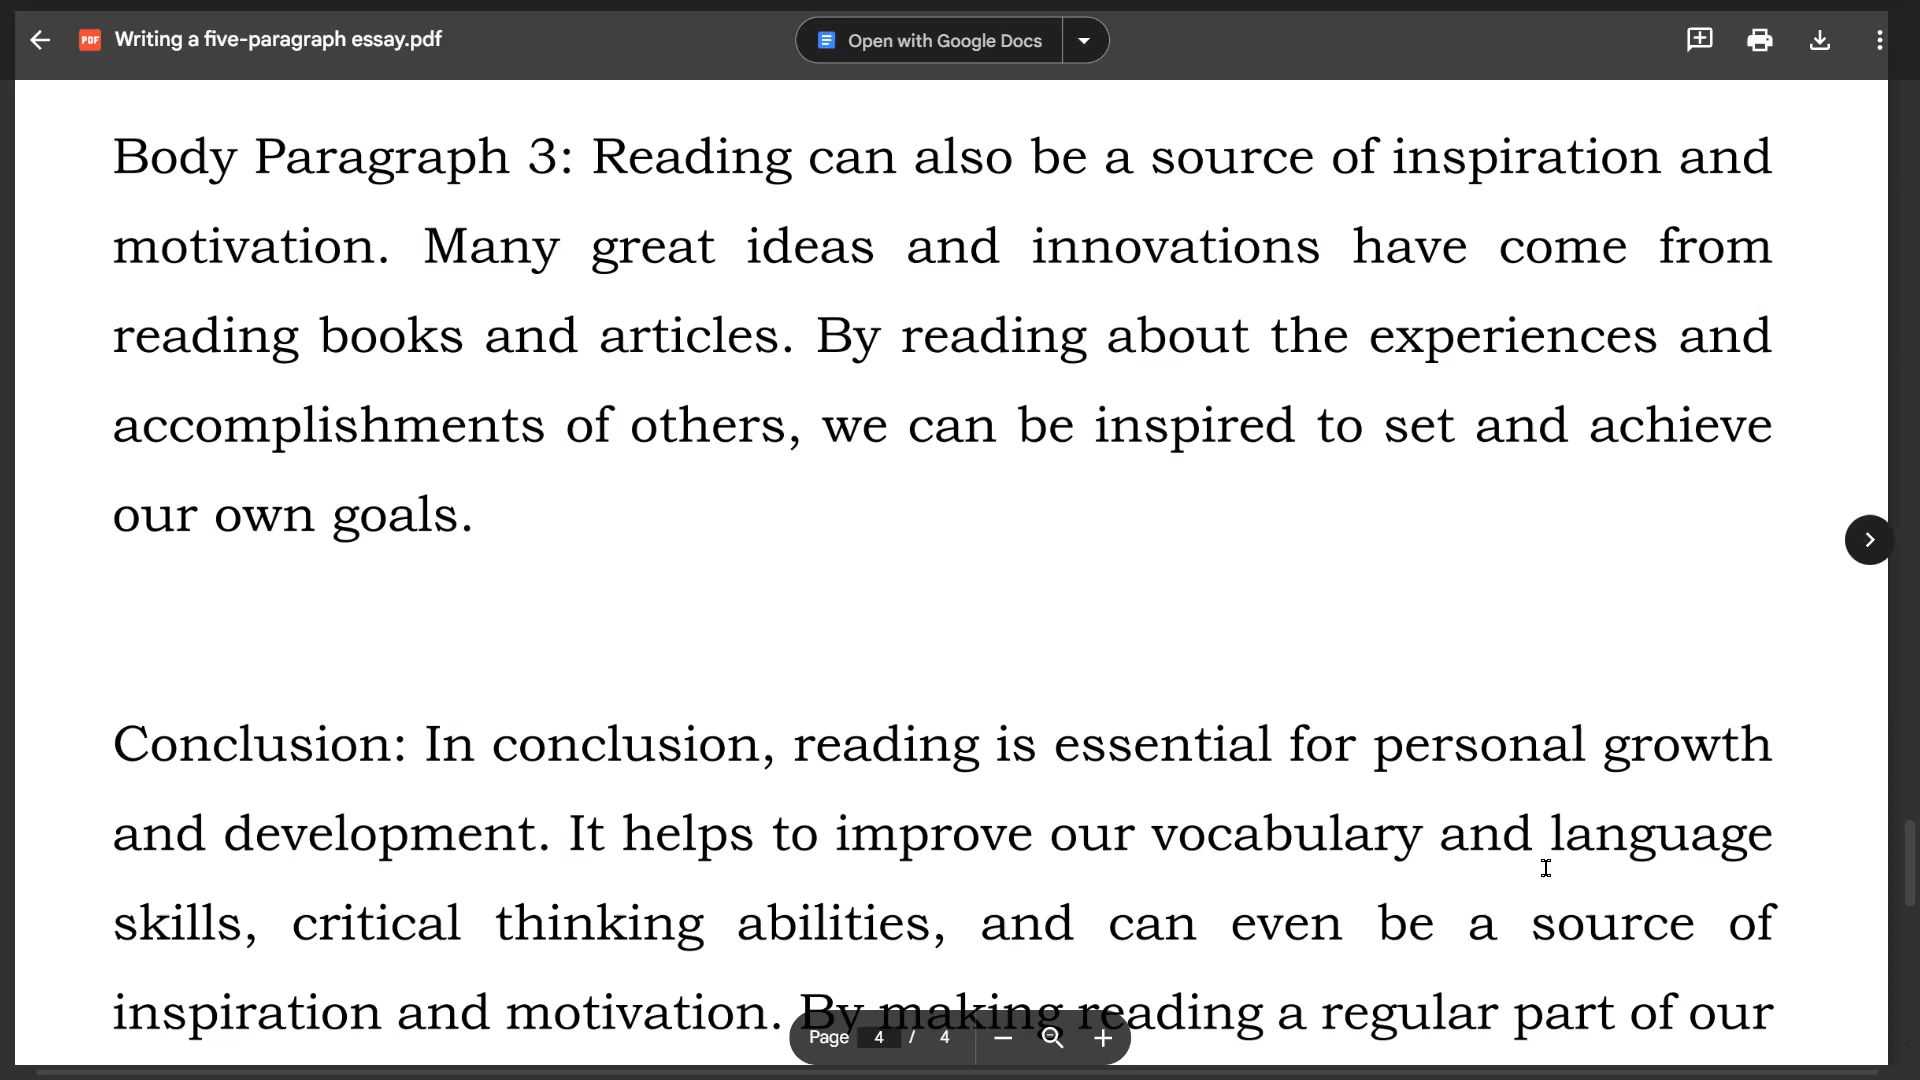 PDF Writing a five-paragraph essay.pdf
Open with Google Docs
Body Paragraph 3: Reading can also be a source of inspiration and
motivation. Many great ideas and innovations have come from
reading books and articles. By reading about the experiences and
accomplishments of others, we can be inspired to set and achieve
our own goals.
Conclusion: In conclusion, reading is essential for personal growth
and development. It helps to improve our vocabulary and language
skills, critical thinking abilities, and can even be a source of
inspiration and motivation. By making reading a regular part of our
Page 4 / 4